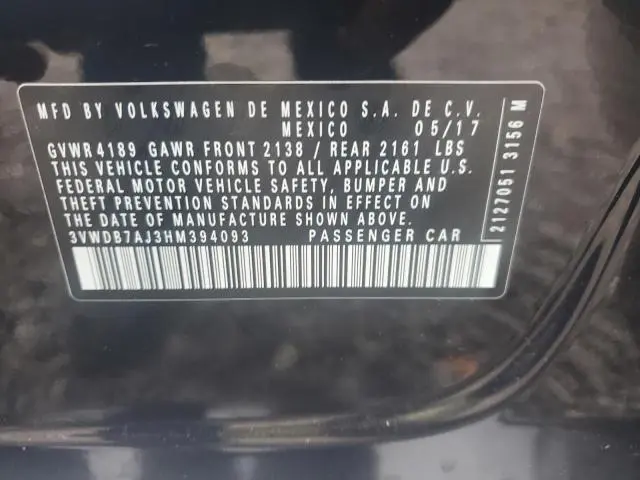 MFD BY VOLKSWAGEN DE MEXICO S.A. DE C.V.
MEXICO 05/17
GVWR 4189 GAWR FRONT 2138 / REAR 2161 LBS
THIS VEHICLE CONFORMS TO ALL APPLICABLE U.S.
FEDERAL MOTOR VEHICLE SAFETY, BUMPER AND
THEFT PREVENTION STANDARDS IN EFFECT ON
THE DATE OF MANUFACTURE SHOWN ABOVE.
3VWDB7AJ3HM394093 PASSENGER CAR
2127051 3156 M